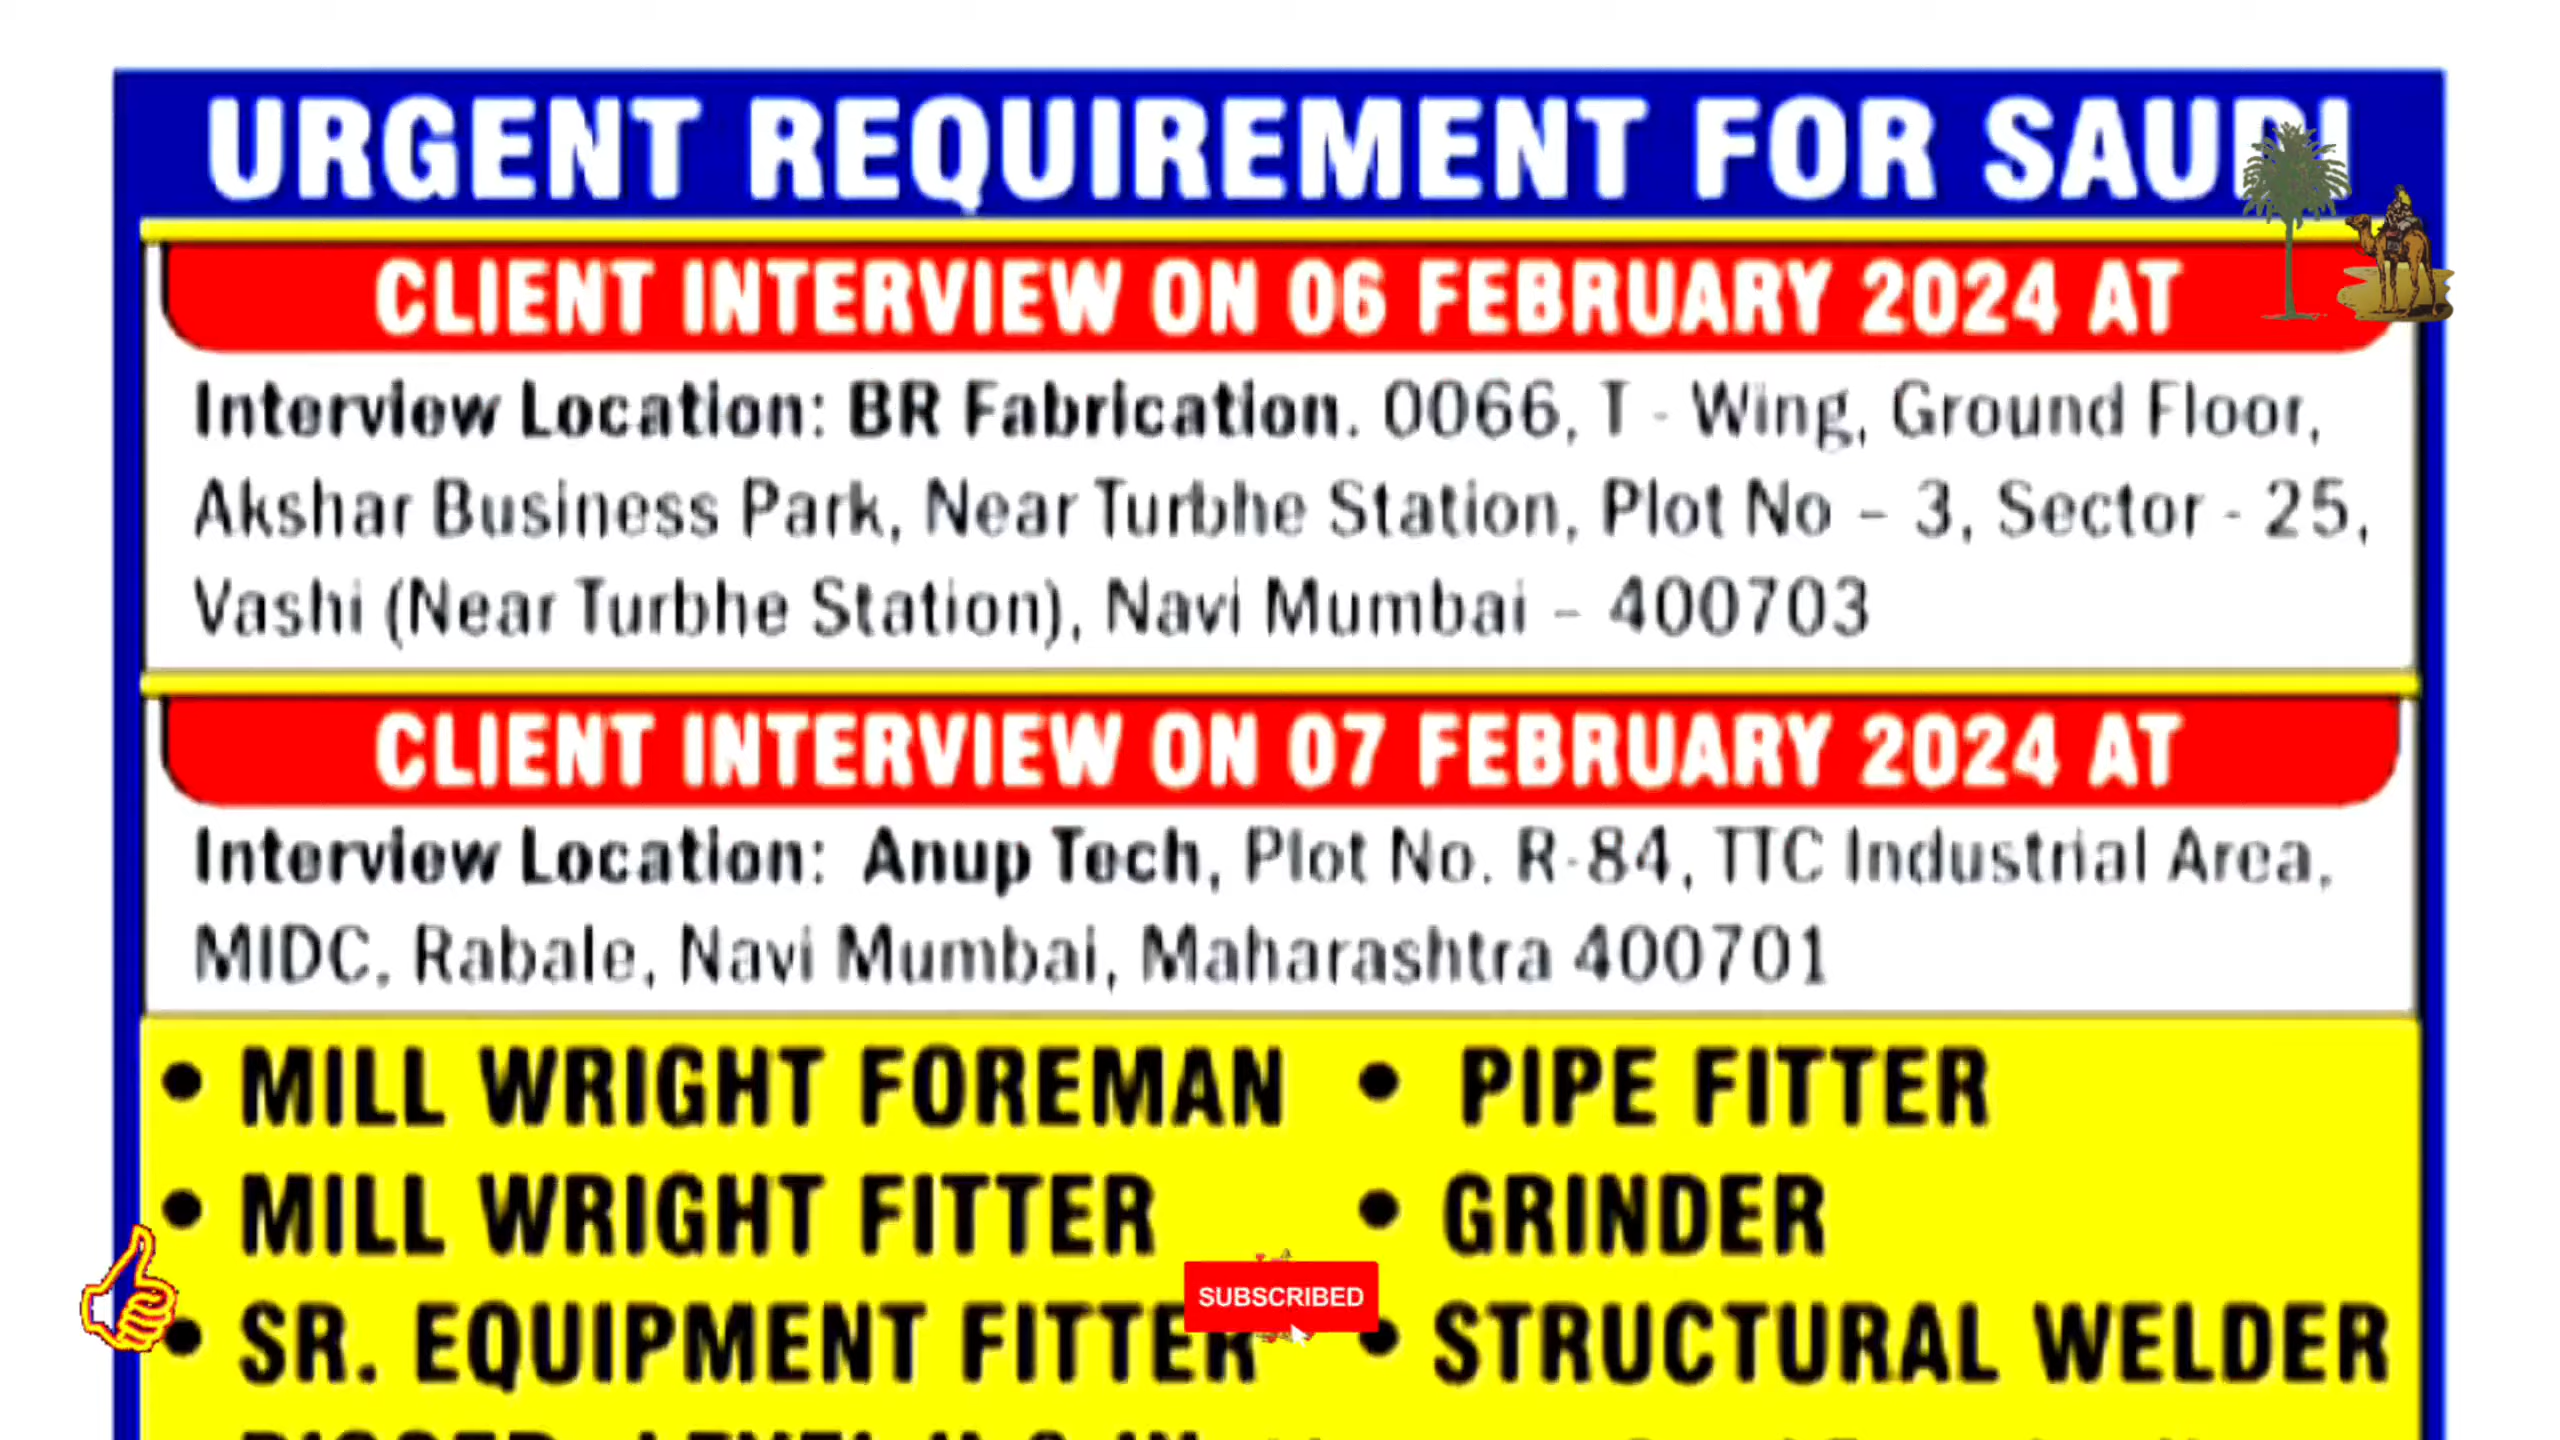 URGENT REQUIREMENT FOR SAUDI
CLIENT INTERVIEW ON 06 FEBRUARY 2024 AT
Interview Location: BR Fabrication. 0066, T - Wing, Ground Floor,
Akshar Business Park, Near Turbhe Station, Plot No – 3, Sector - 25,
Vashi (Near Turbhe Station), Navi Mumbai – 400703
CLIENT INTERVIEW ON 07 FEBRUARY 2024 AT
Interview Location: Anup Tech, Plot No. R-84, TTC Industrial Area,
MIDC, Rabale, Navi Mumbai, Maharashtra 400701
• MILL WRIGHT FOREMAN
• PIPE FITTER
• MILL WRIGHT FITTER
• GRINDER
• SR. EQUIPMENT FITTER
• STRUCTURAL WELDER
SUBSCRIBED